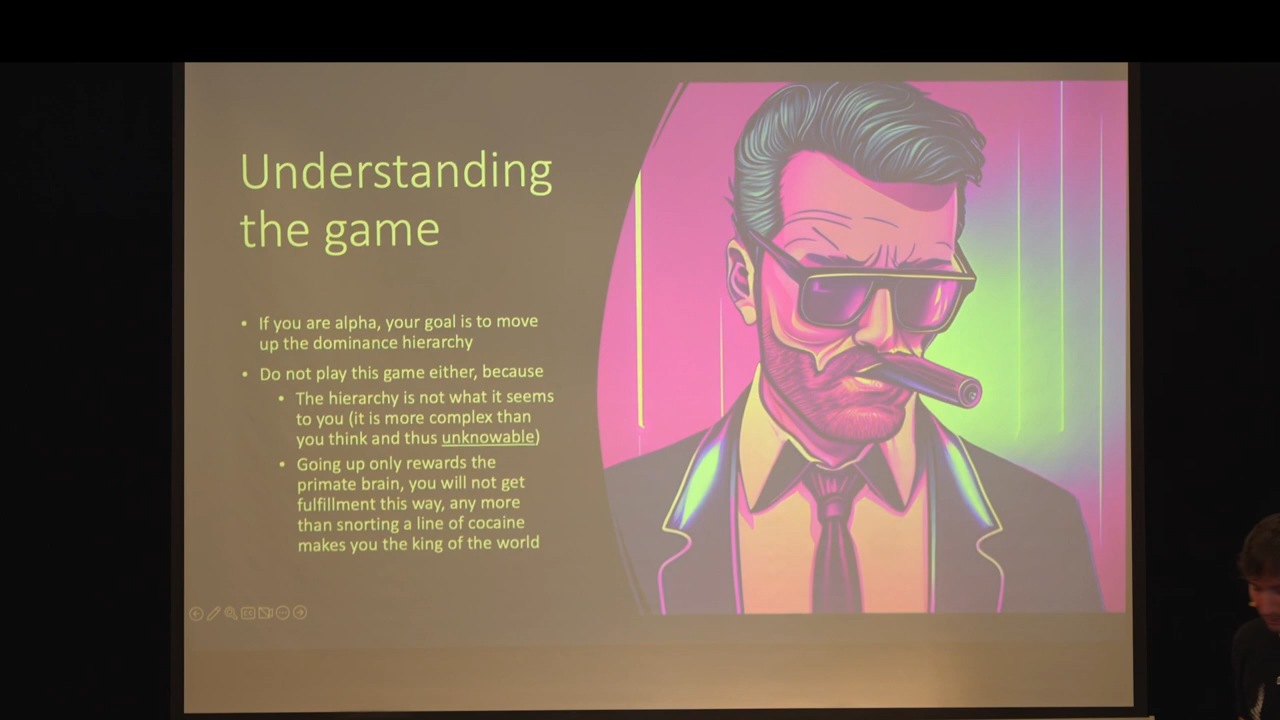 Understanding
the game
• If you are alpha, your goal is to move
up the dominance hierarchy
• Do not play this game either, because
• The hierarchy is not what it seems
to you (it is more complex than
you think and thus unknowable)
• Going up only rewards the
primate brain, you will not get
fulfillment this way, any more
than snorting a line of cocaine
makes you the king of the world